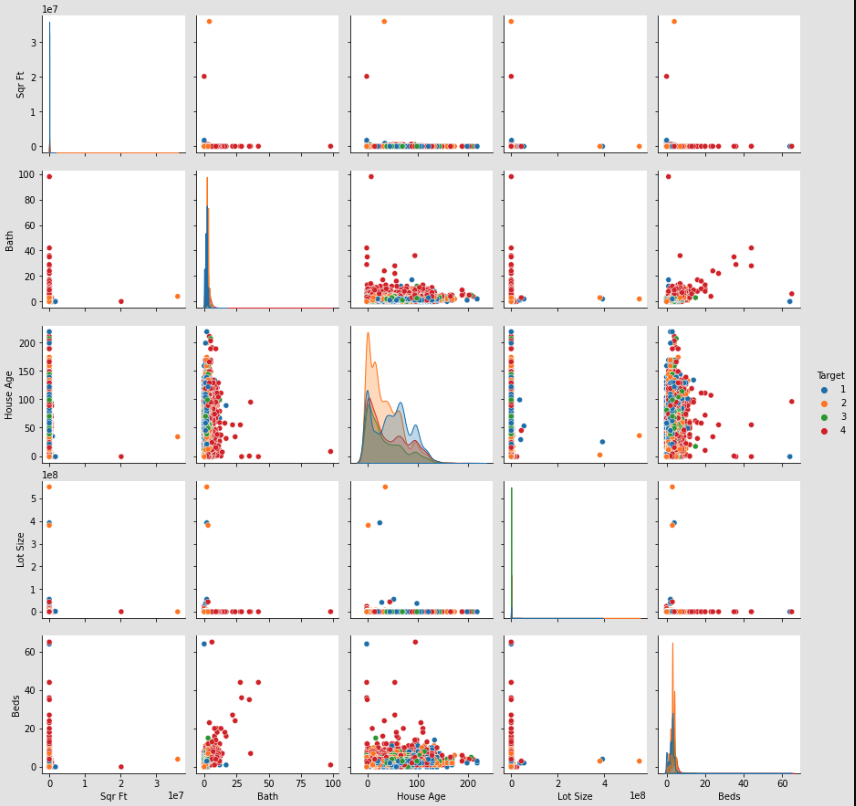 1e7
3
2
1
0
Sqr Ft
100
80
60
40
20
0
Bath
200
150
100
50
0
House Age
Target
1
2
3
4
1e8
5
4
3
2
1
0
Lot Size
60
40
20
0
Beds
0 1 2 3 1e7
Sqr Ft
0 25 50 75 100
Bath
0 100 200
House Age
0 2 4 1e8
Lot Size
0 20 40 60
Beds